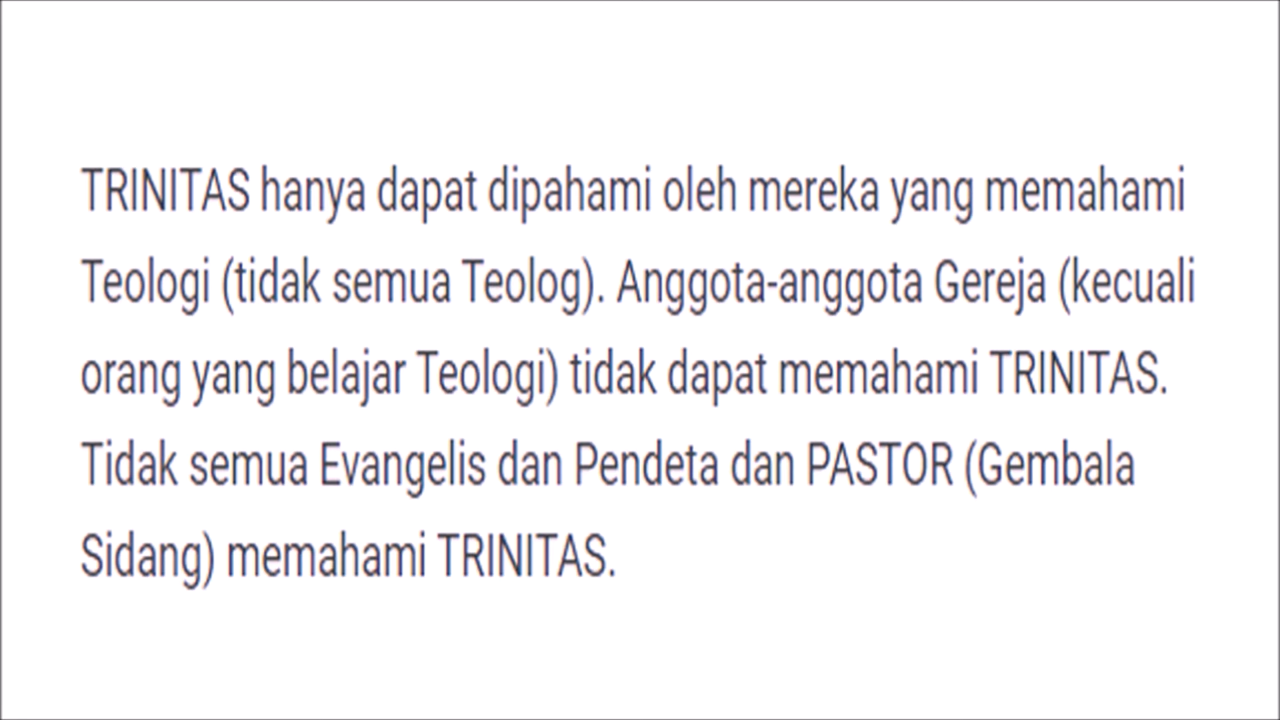 TRINITAS hanya dapat dipahami oleh mereka yang memahami
Teologi (tidak semua Teolog). Anggota-anggota Gereja (kecuali
orang yang belajar Teologi) tidak dapat memahami TRINITAS.
Tidak semua Evangelis dan Pendeta dan PASTOR (Gembala
Sidang) memahami TRINITAS.